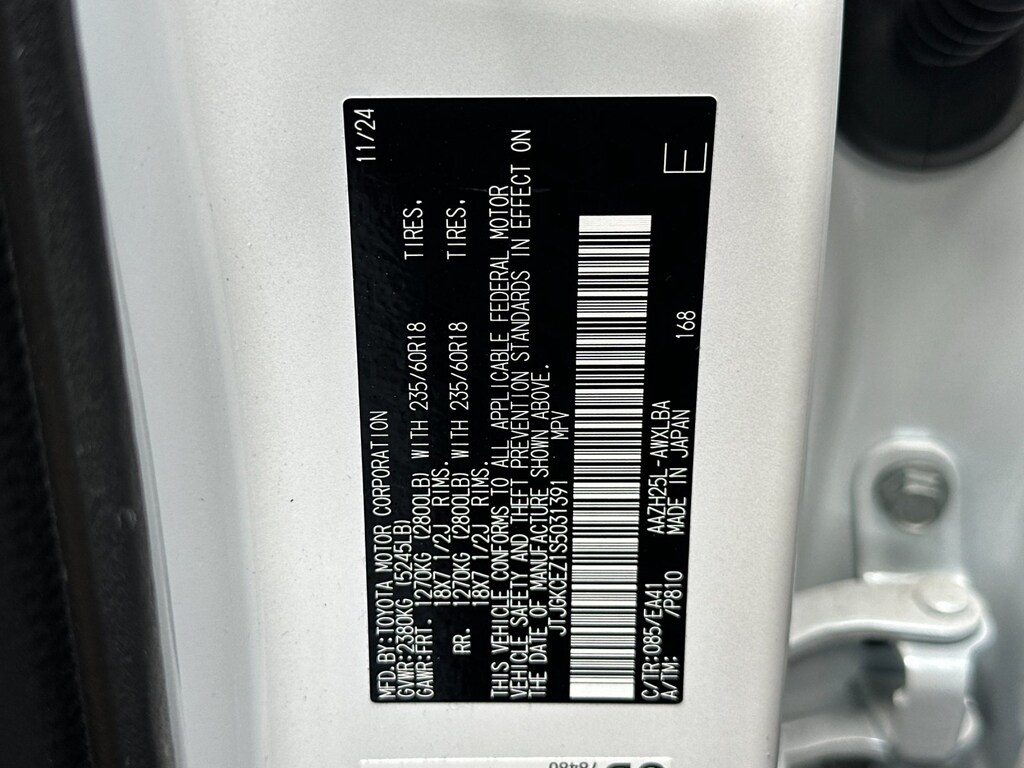 MFD.BY:TOYOTA MOTOR CORPORATION 11/24
GVWR:2380KG (5245LB)
GAWR:FRT. 1270KG (2800LB) WITH 235/60R18 TIRES,
18X7 1/2J RIMS.
RR. 1270KG (2800LB) WITH 235/60R18 TIRES,
18X7 1/2J RIMS.
THIS VEHICLE CONFORMS TO ALL APPLICABLE FEDERAL MOTOR
VEHICLE SAFETY AND THEFT PREVENTION STANDARDS IN EFFECT ON
THE DATE OF MANUFACTURE SHOWN ABOVE.
JTJGKCEZ1S5031391 MPV
C/TR:085/EA41 AAZH25L-AWXLBA 168 E
A/TM: /P810 MADE IN JAPAN
78480